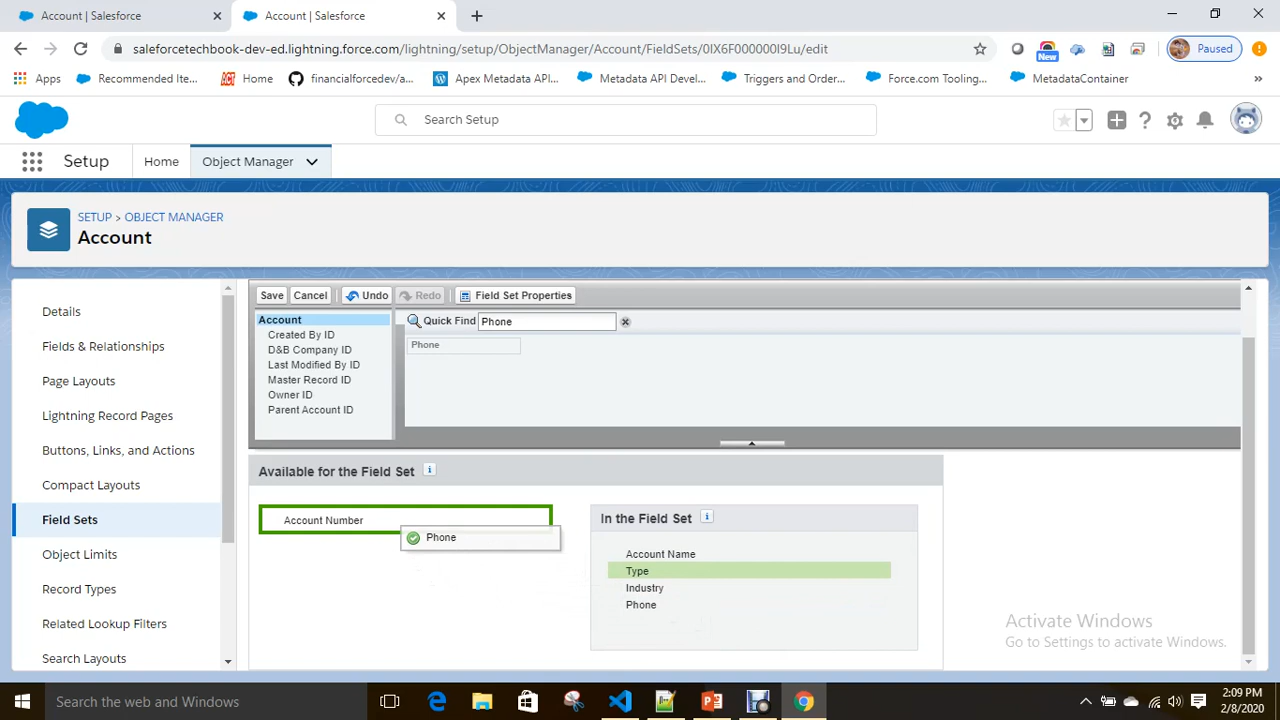 Account | Salesforce
Account | Salesforce
saleforcetechbook-dev-ed.lightning.force.com/lightning/setup/ObjectManager/Account/FieldSets/0IX6F000000I9Lu/edit
New
Paused
Apps
Recommended Ite...
ACT
Home
financialforcedev/a...
Apex Metadata API...
Metadata API Devel...
Triggers and Order...
Force.com Tooling...
MetadataContainer
Search Setup
Setup
Home
Object Manager
SETUP > OBJECT MANAGER
Account
Details
Fields & Relationships
Page Layouts
Lightning Record Pages
Buttons, Links, and Actions
Compact Layouts
Field Sets
Object Limits
Record Types
Related Lookup Filters
Search Layouts
Save
Cancel
Undo
Redo
Field Set Properties
Account
Created By ID
D&B Company ID
Last Modified By ID
Master Record ID
Owner ID
Parent Account ID
Quick Find
Phone
Phone
Available for the Field Set
Account Number
Phone
In the Field Set
Account Name
Type
Industry
Phone
Activate Windows
Go to Settings to activate Windows.
Search the web and Windows
2:09 PM
2/8/2020